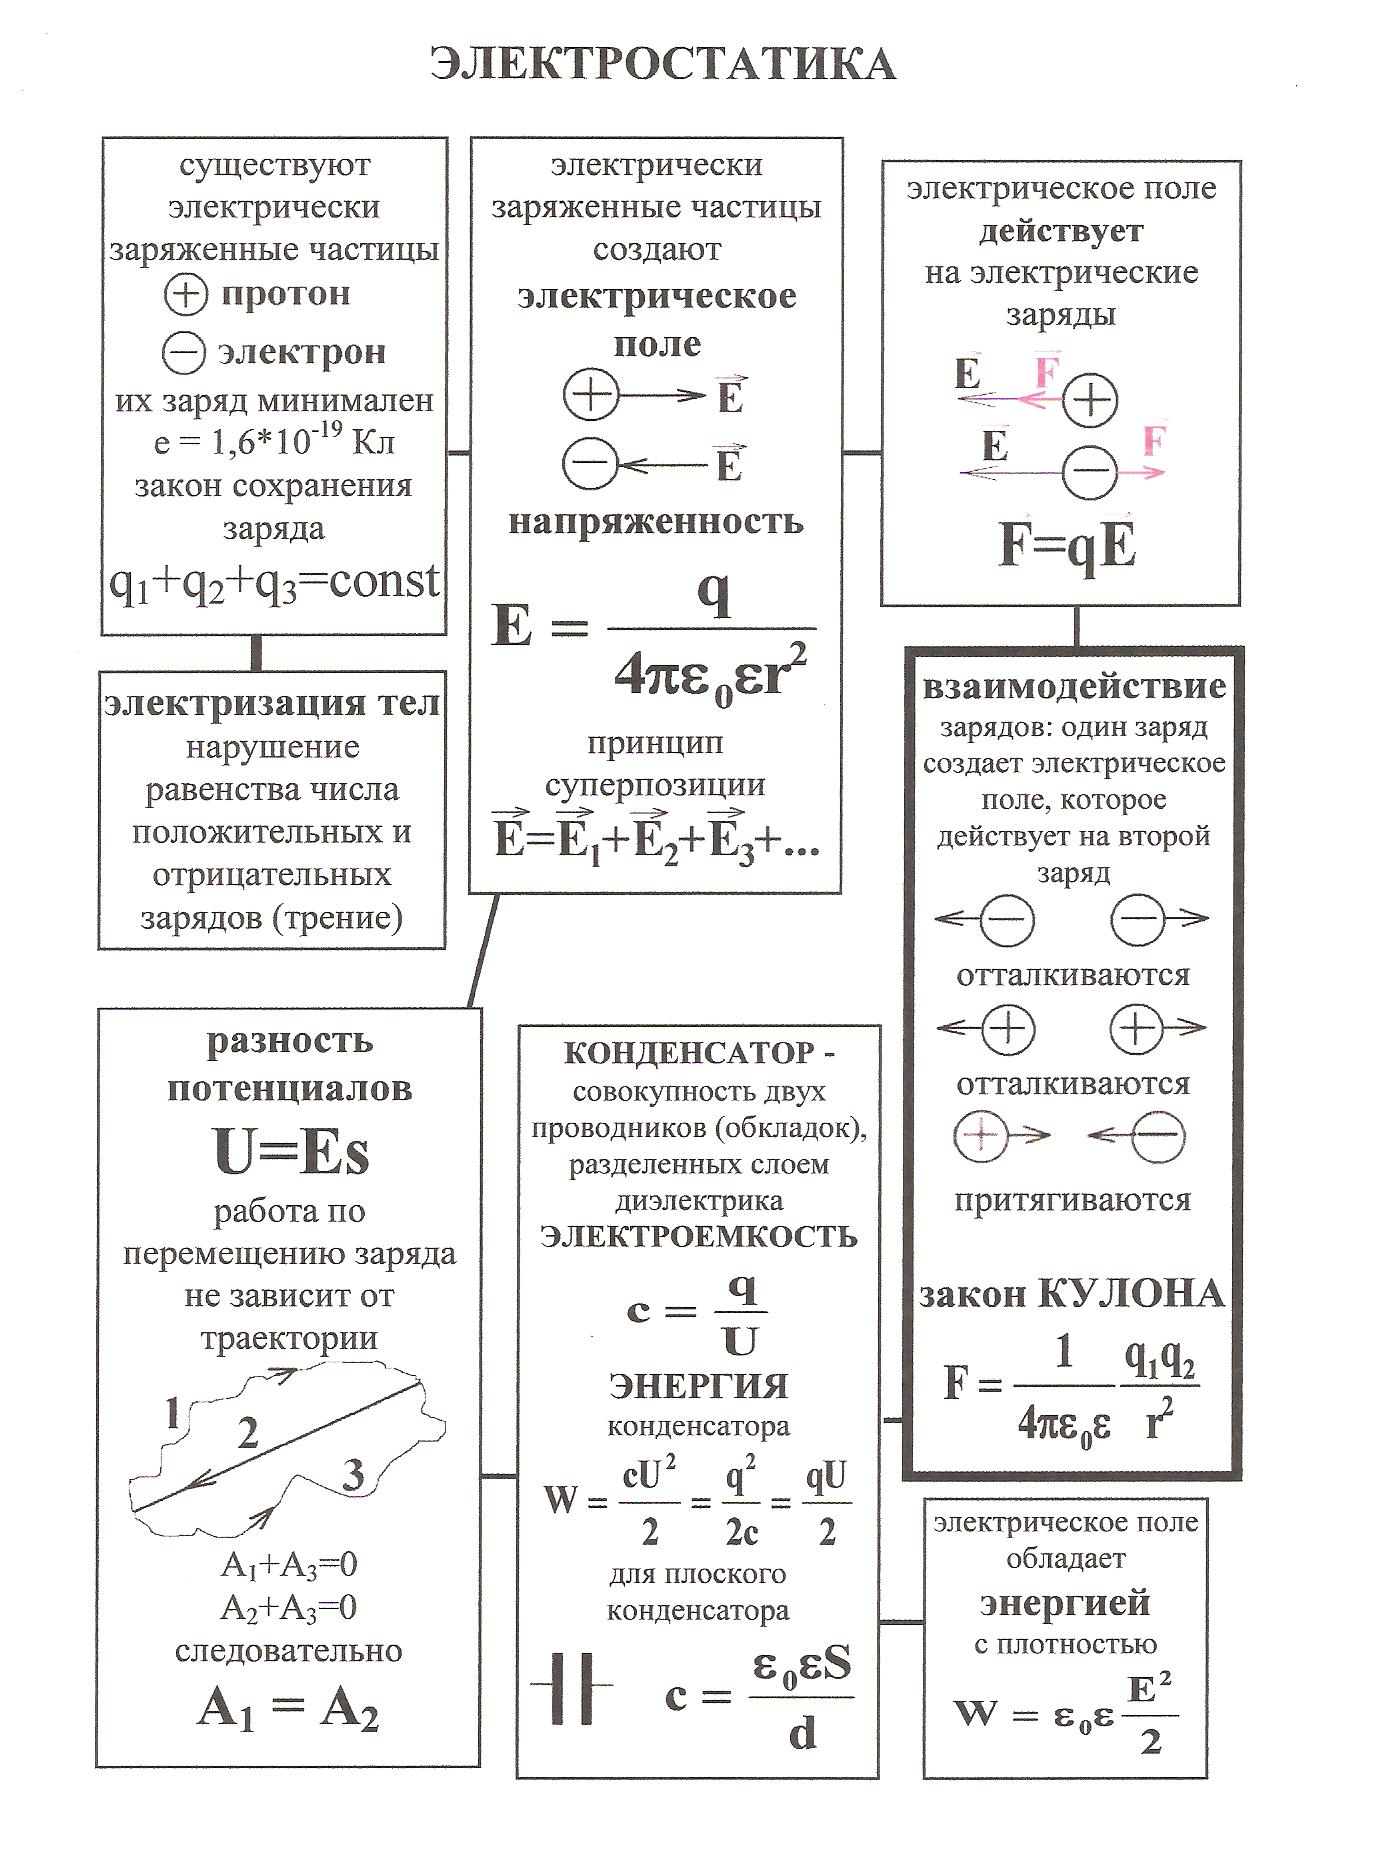 ЭЛЕКТРОСТАТИКА
существуют
электрически
заряженные частицы
+ протон
− электрон
их заряд минимален
e = 1,6*10⁻¹⁹ Кл
закон сохранения
заряда
q₁+q₂+q₃=const
электризация тел
нарушение
равенства числа
положительных и
отрицательных
зарядов (трение)
электрически
заряженные частицы
создают
электрическое
поле
+ E⃗
− E⃗
напряженность
E = q / 4πε₀εr²
принцип
суперпозиции
E⃗=E⃗₁+E⃗₂+E⃗₃+...
электрическое поле
действует
на электрические
заряды
E⃗ F⃗ +
E⃗ − F⃗
F⃗=qE⃗
взаимодействие
зарядов: один заряд
создает электрическое
поле, которое
действует на второй
заряд
− −
отталкиваются
+ +
отталкиваются
+ −
притягиваются
закон КУЛОНА
F = 1 / 4πε₀ε q₁q₂ / r²
разность
потенциалов
U=Es
работа по
перемещению заряда
не зависит от
траектории
1
2
3
A₁+A₃=0
A₂+A₃=0
следовательно
A₁ = A₂
КОНДЕНСАТОР -
совокупность двух
проводников (обкладок),
разделенных слоем
диэлектрика
ЭЛЕКТРОЕМКОСТЬ
c = q / U
ЭНЕРГИЯ
конденсатора
W = cU² / 2 = q² / 2c = qU / 2
для плоского
конденсатора
c = ε₀εS / d
электрическое поле
обладает
энергией
с плотностью
w = ε₀ε E² / 2